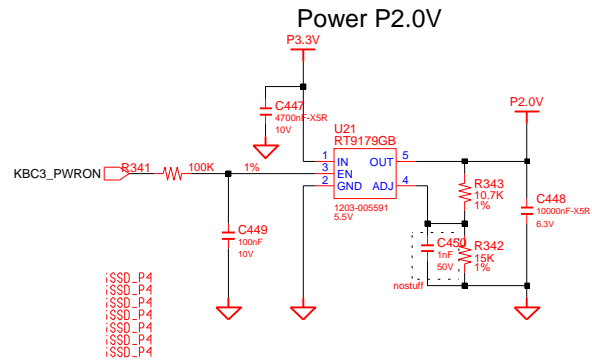 Power P2.0V
P3.3V
P2.0V
C447
4700nF-X5R
10V
U21
RT9179GB
1 IN OUT 5
3 EN
2 GND ADJ 4
1203-005591
5.5V
KBC3_PWRON
R341 100K 1%
C449
100nF
10V
R343
10.7K
1%
C448
10000nF-X5R
6.3V
C450
1nF
50V
nostuff
R342
15K
1%
iSSD_P4
iSSD_P4
iSSD_P4
iSSD_P4
iSSD_P4
iSSD_P4
iSSD_P4